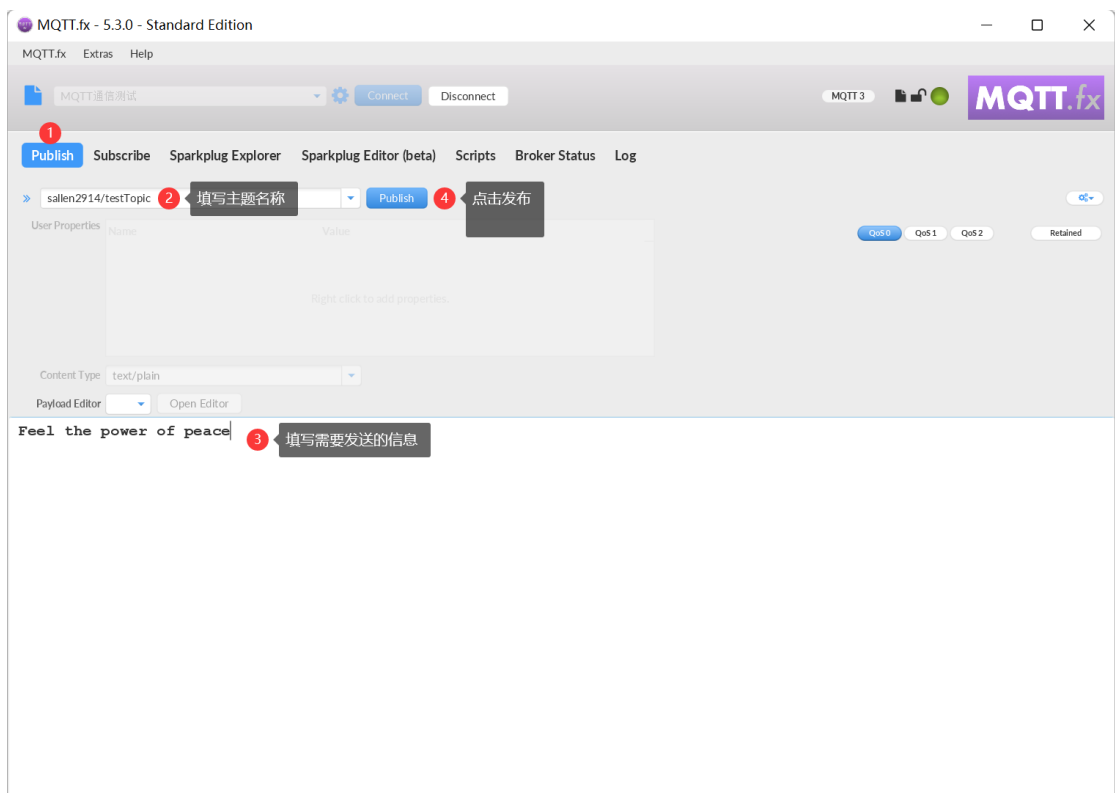 MQTT.fx - 5.3.0 - Standard Edition
MQTT.fx Extras Help
MQTT通信测试 Connect Disconnect MQTT 3 MQTT.fx
1
Publish Subscribe Sparkplug Explorer Sparkplug Editor (beta) Scripts Broker Status Log
» sallen2914/testTopic 2 填写主题名称 Publish 4 点击发布
User Properties Name Value QoS 0 QoS 1 QoS 2 Retained
Right click to add properties
Content Type text/plain
Payload Editor Open Editor
Feel the power of peace 3 填写需要发送的信息